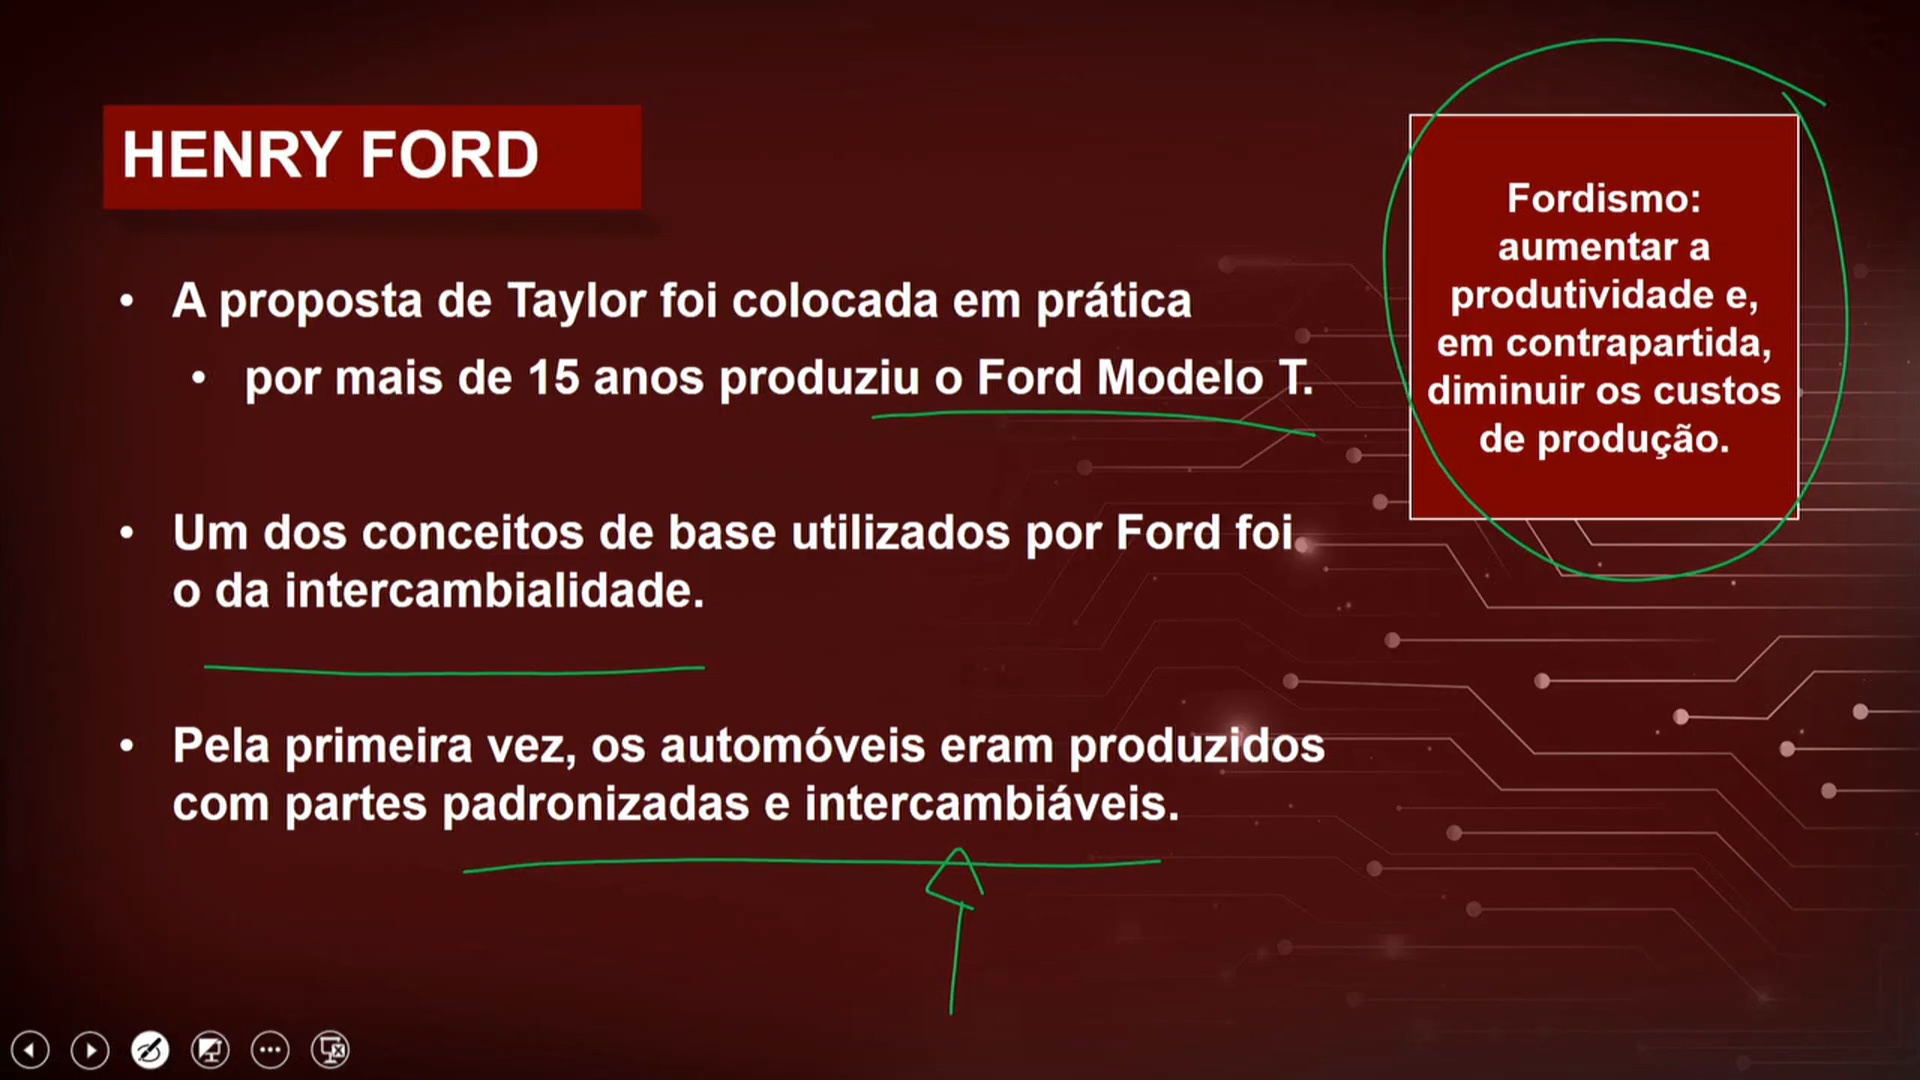 HENRY FORD
• A proposta de Taylor foi colocada em prática
• por mais de 15 anos produziu o Ford Modelo T.
• Um dos conceitos de base utilizados por Ford foi
o da intercambialidade.
• Pela primeira vez, os automóveis eram produzidos
com partes padronizadas e intercambiáveis.
Fordismo:
aumentar a
produtividade e,
em contrapartida,
diminuir os custos
de produção.